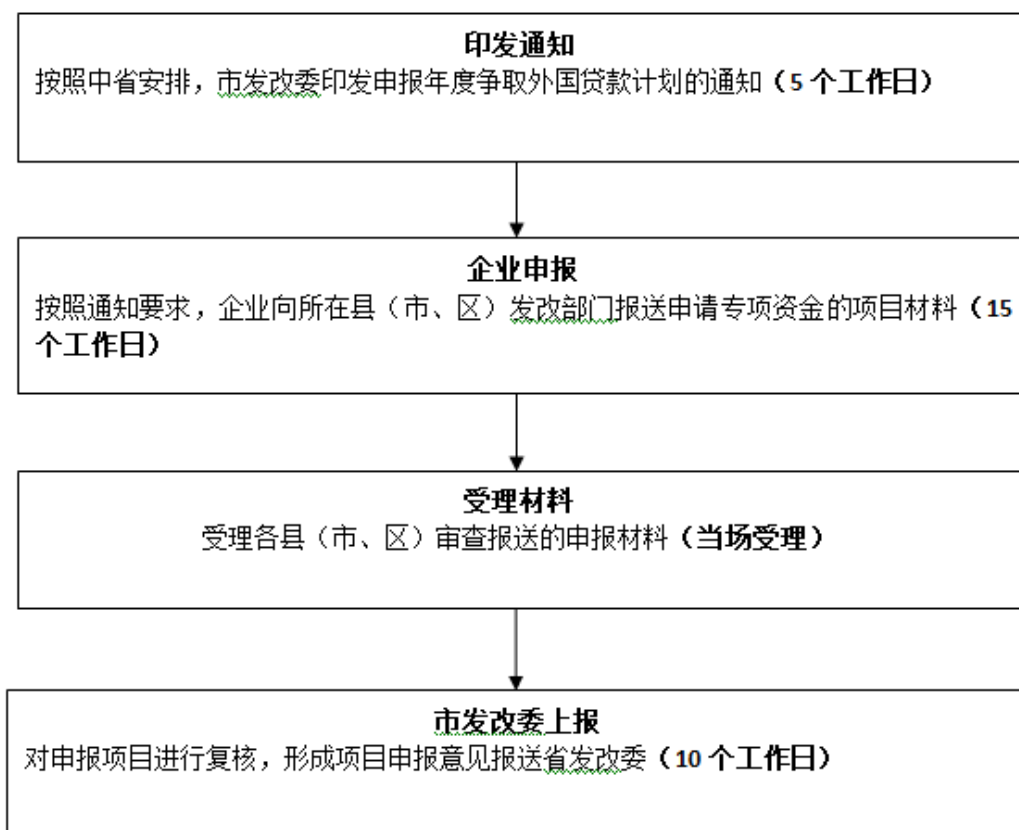 印发通知
按照中省安排，市发改委印发申报年度争取外国贷款计划的通知（5 个工作日）
企业申报
按照通知要求，企业向所在县（市、区）发改部门报送申请专项资金的项目材料（15
个工作日）
受理材料
受理各县（市、区）审查报送的申报材料（当场受理）
市发改委上报
对申报项目进行复核，形成项目申报意见报送省发改委（10 个工作日）